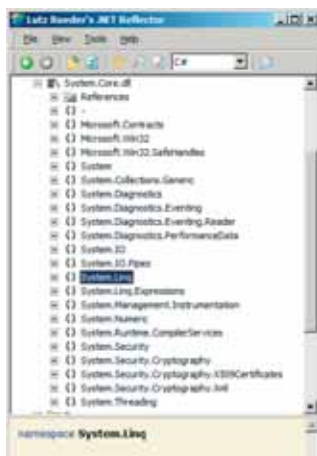 Lutz Roeder's .NET Reflector
File View Tools Help
C#
System.Core.dll
References
-
Microsoft.Contracts
Microsoft.Win32
Microsoft.Win32.SafeHandles
System
System.Collections.Generic
System.Diagnostics
System.Diagnostics.Eventing
System.Diagnostics.Eventing.Reader
System.Diagnostics.PerformanceData
System.IO
System.IO.Pipes
System.Linq
System.Linq.Expressions
System.Management.Instrumentation
System.Numeric
System.Runtime.CompilerServices
System.Security
System.Security.Cryptography
System.Security.Cryptography.X509Certificates
System.Security.Cryptography.Xml
System.Threading
namespace System.Linq